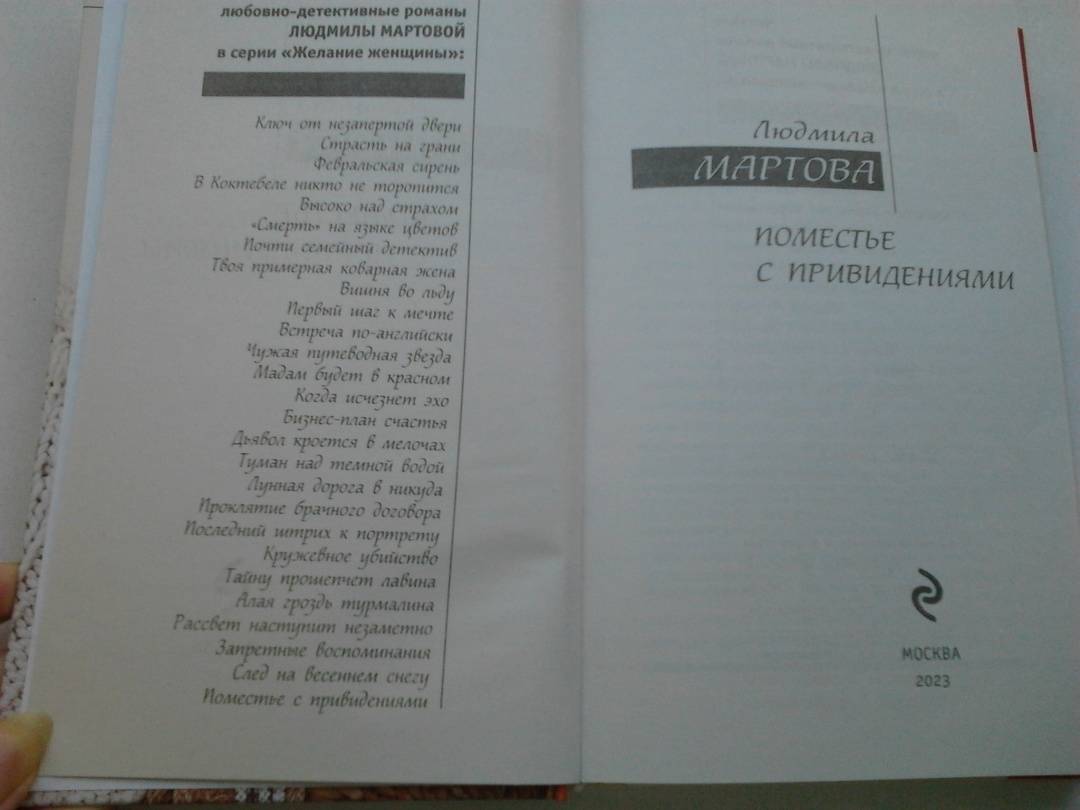 любовно-детективные романы
ЛЮДМИЛЫ МАРТОВОЙ
в серии «Желание женщины»:
Ключ от незапертой двери
Страсть на грани
Февральская сирень
В Коктебеле никто не торопится
Высоко над страхом
«Смерть» на языке цветов
Почти семейный детектив
Твоя примерная коварная жена
Вишня во льду
Первый шаг к мечте
Встреча по-английски
Чужая путеводная звезда
Мадам будет в красном
Когда исчезнет эхо
Бизнес-план счастья
Дьявол кроется в мелочах
Туман над темной водой
Лунная дорога в никуда
Проклятие брачного договора
Последний штрих к портрету
Кружевное убийство
Тайну прошепчет лавина
Алая гроздь турмалина
Рассвет наступит незаметно
Запретные воспоминания
След на весеннем снегу
Поместье с привидениями
Людмила
МАРТОВА
ПОМЕСТЬЕ
С ПРИВИДЕНИЯМИ
МОСКВА
2023